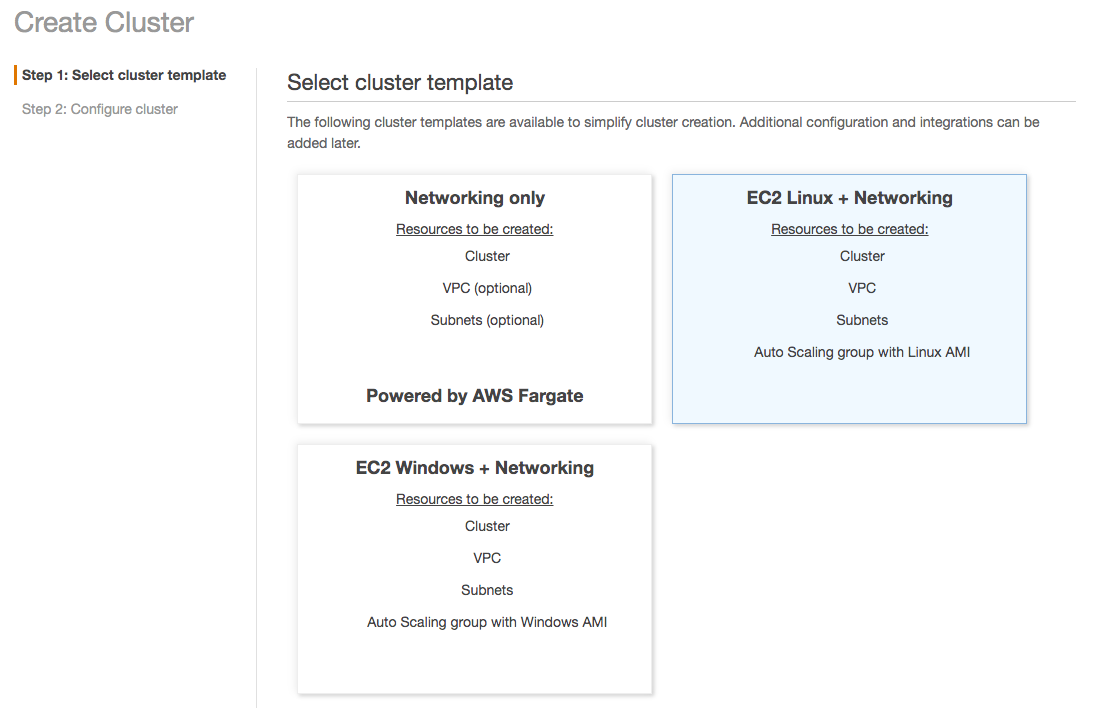 Create Cluster
Step 1: Select cluster template
Step 2: Configure cluster
Select cluster template
The following cluster templates are available to simplify cluster creation. Additional configuration and integrations can be
added later.
Networking only
Resources to be created:
Cluster
VPC (optional)
Subnets (optional)
Powered by AWS Fargate
EC2 Linux + Networking
Resources to be created:
Cluster
VPC
Subnets
Auto Scaling group with Linux AMI
EC2 Windows + Networking
Resources to be created:
Cluster
VPC
Subnets
Auto Scaling group with Windows AMI